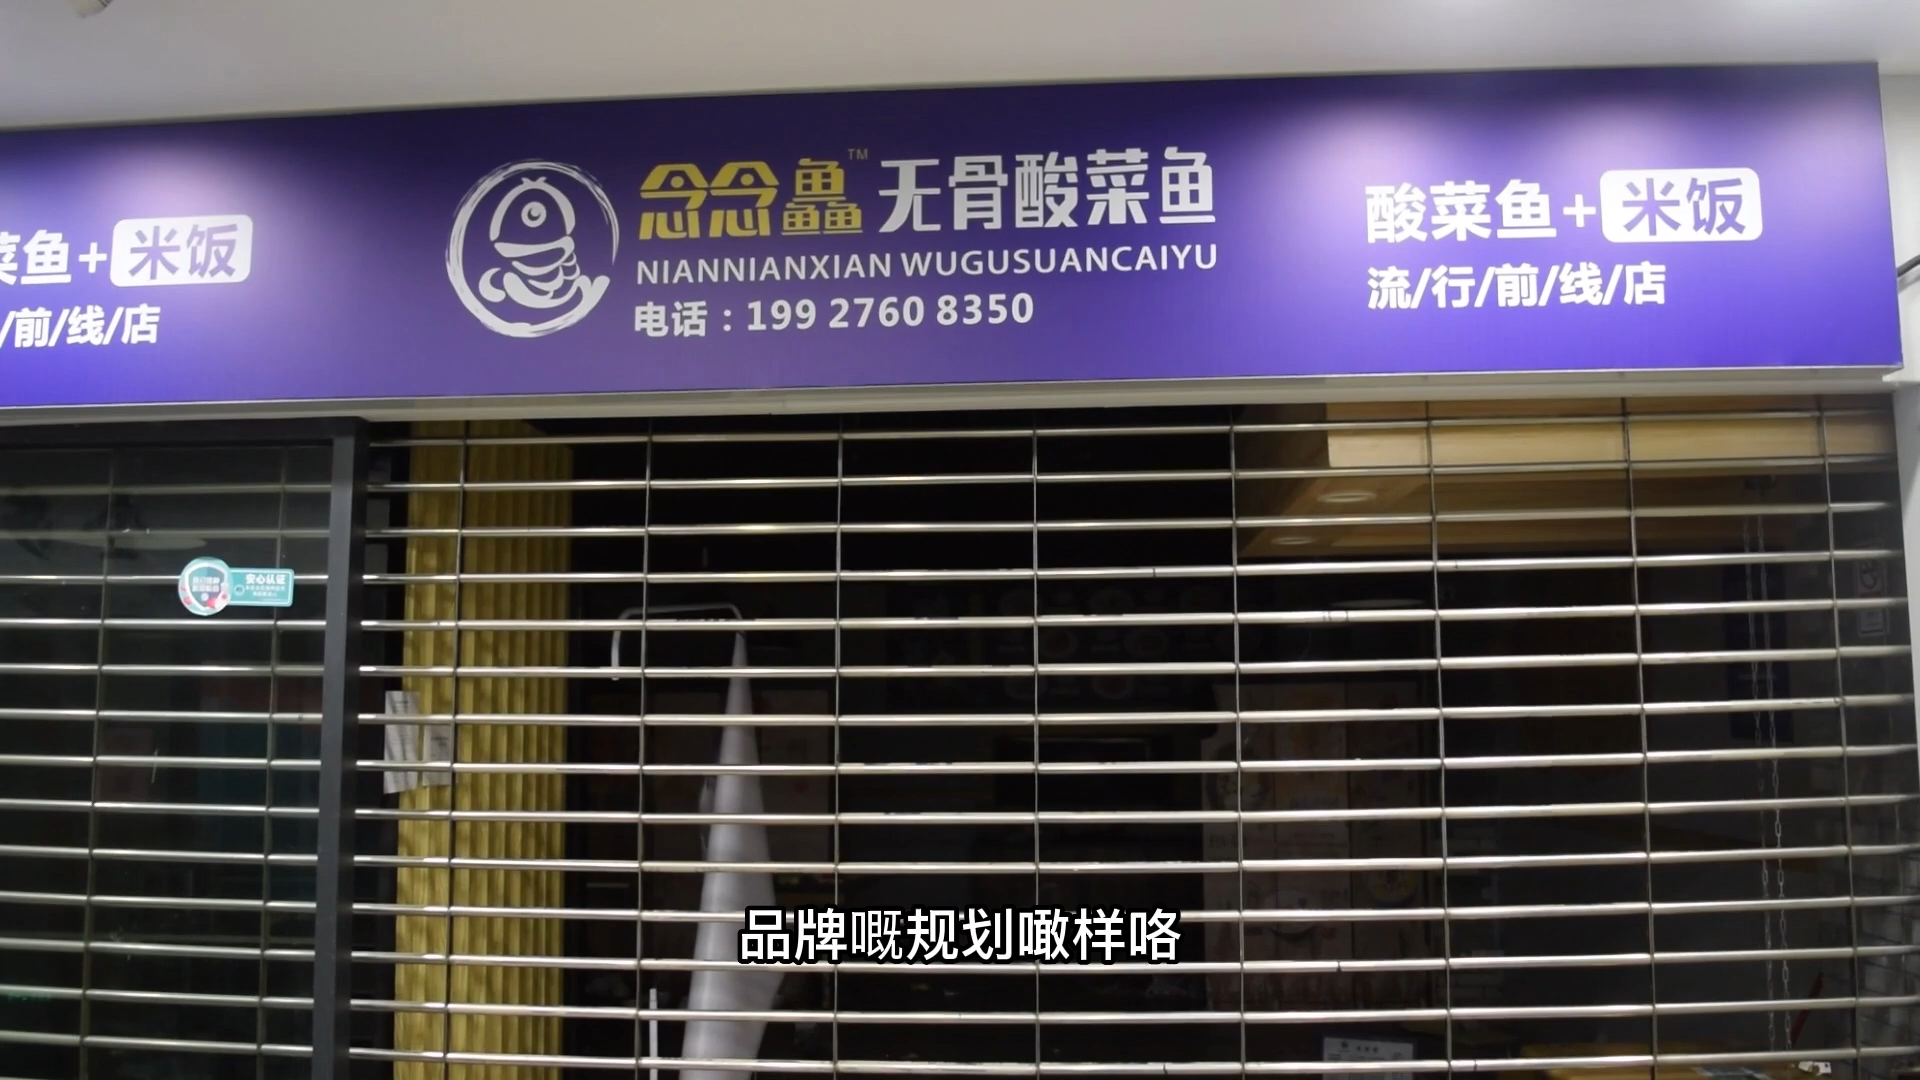 念念鱻™无骨酸菜鱼
NIANNIANXIAN WUGUSUANCAIYU
电话：199 2760 8350
菜鱼+米饭
/前/线/店
酸菜鱼+米饭
流/行/前/线/店
安心认证
品牌嘅规划噉样咯